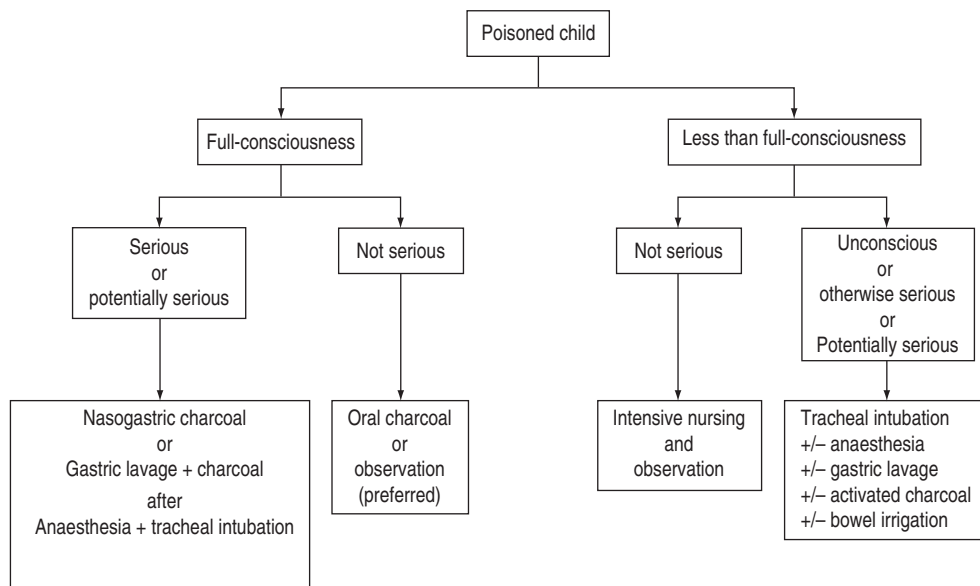 Poisoned child
Full-consciousness
Less than full-consciousness
Serious
or
potentially serious
Not serious
Not serious
Unconscious
or
otherwise serious
or
Potentially serious
Nasogastric charcoal
or
Gastric lavage + charcoal
after
Anaesthesia + tracheal intubation
Oral charcoal
or
observation
(preferred)
Intensive nursing
and
observation
Tracheal intubation
+/– anaesthesia
+/– gastric lavage
+/– activated charcoal
+/– bowel irrigation